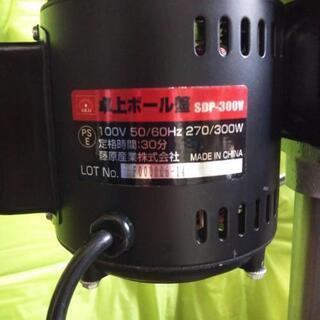 卓上ボール盤 SDP-300V
PS
E
100V 50/60Hz 270/300W
定格時間:30分
藤原産業株式会社 MADE IN CHINA
LOT No.